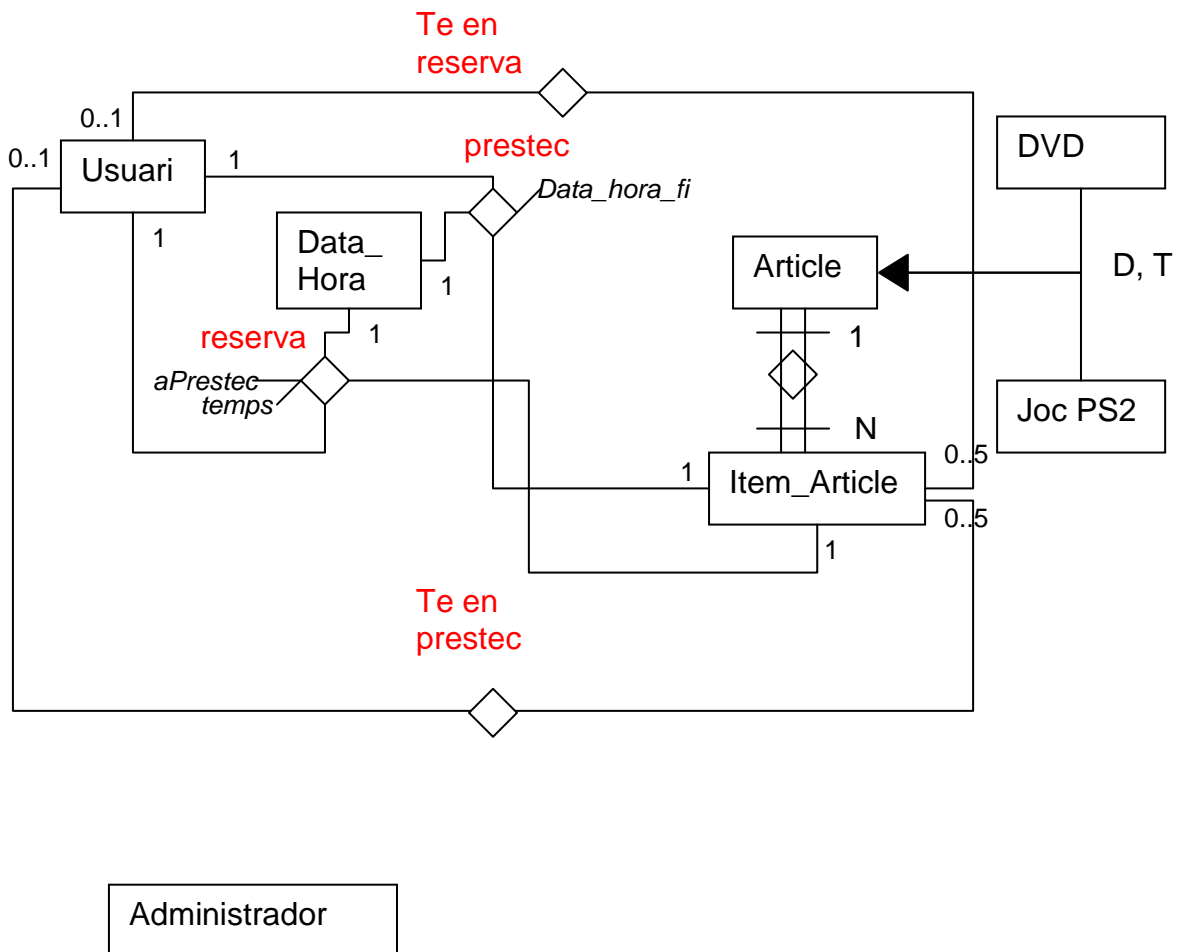 Te en
reserva
0..1
0..1
Usuari
1
prestec
DVD
Data_hora_fi
1
Data_
Hora
1
Article
D, T
reserva
1
1
aPrestec
temps
Joc PS2
N
0..5
1
Item_Article
0..5
1
Te en
prestec
Administrador